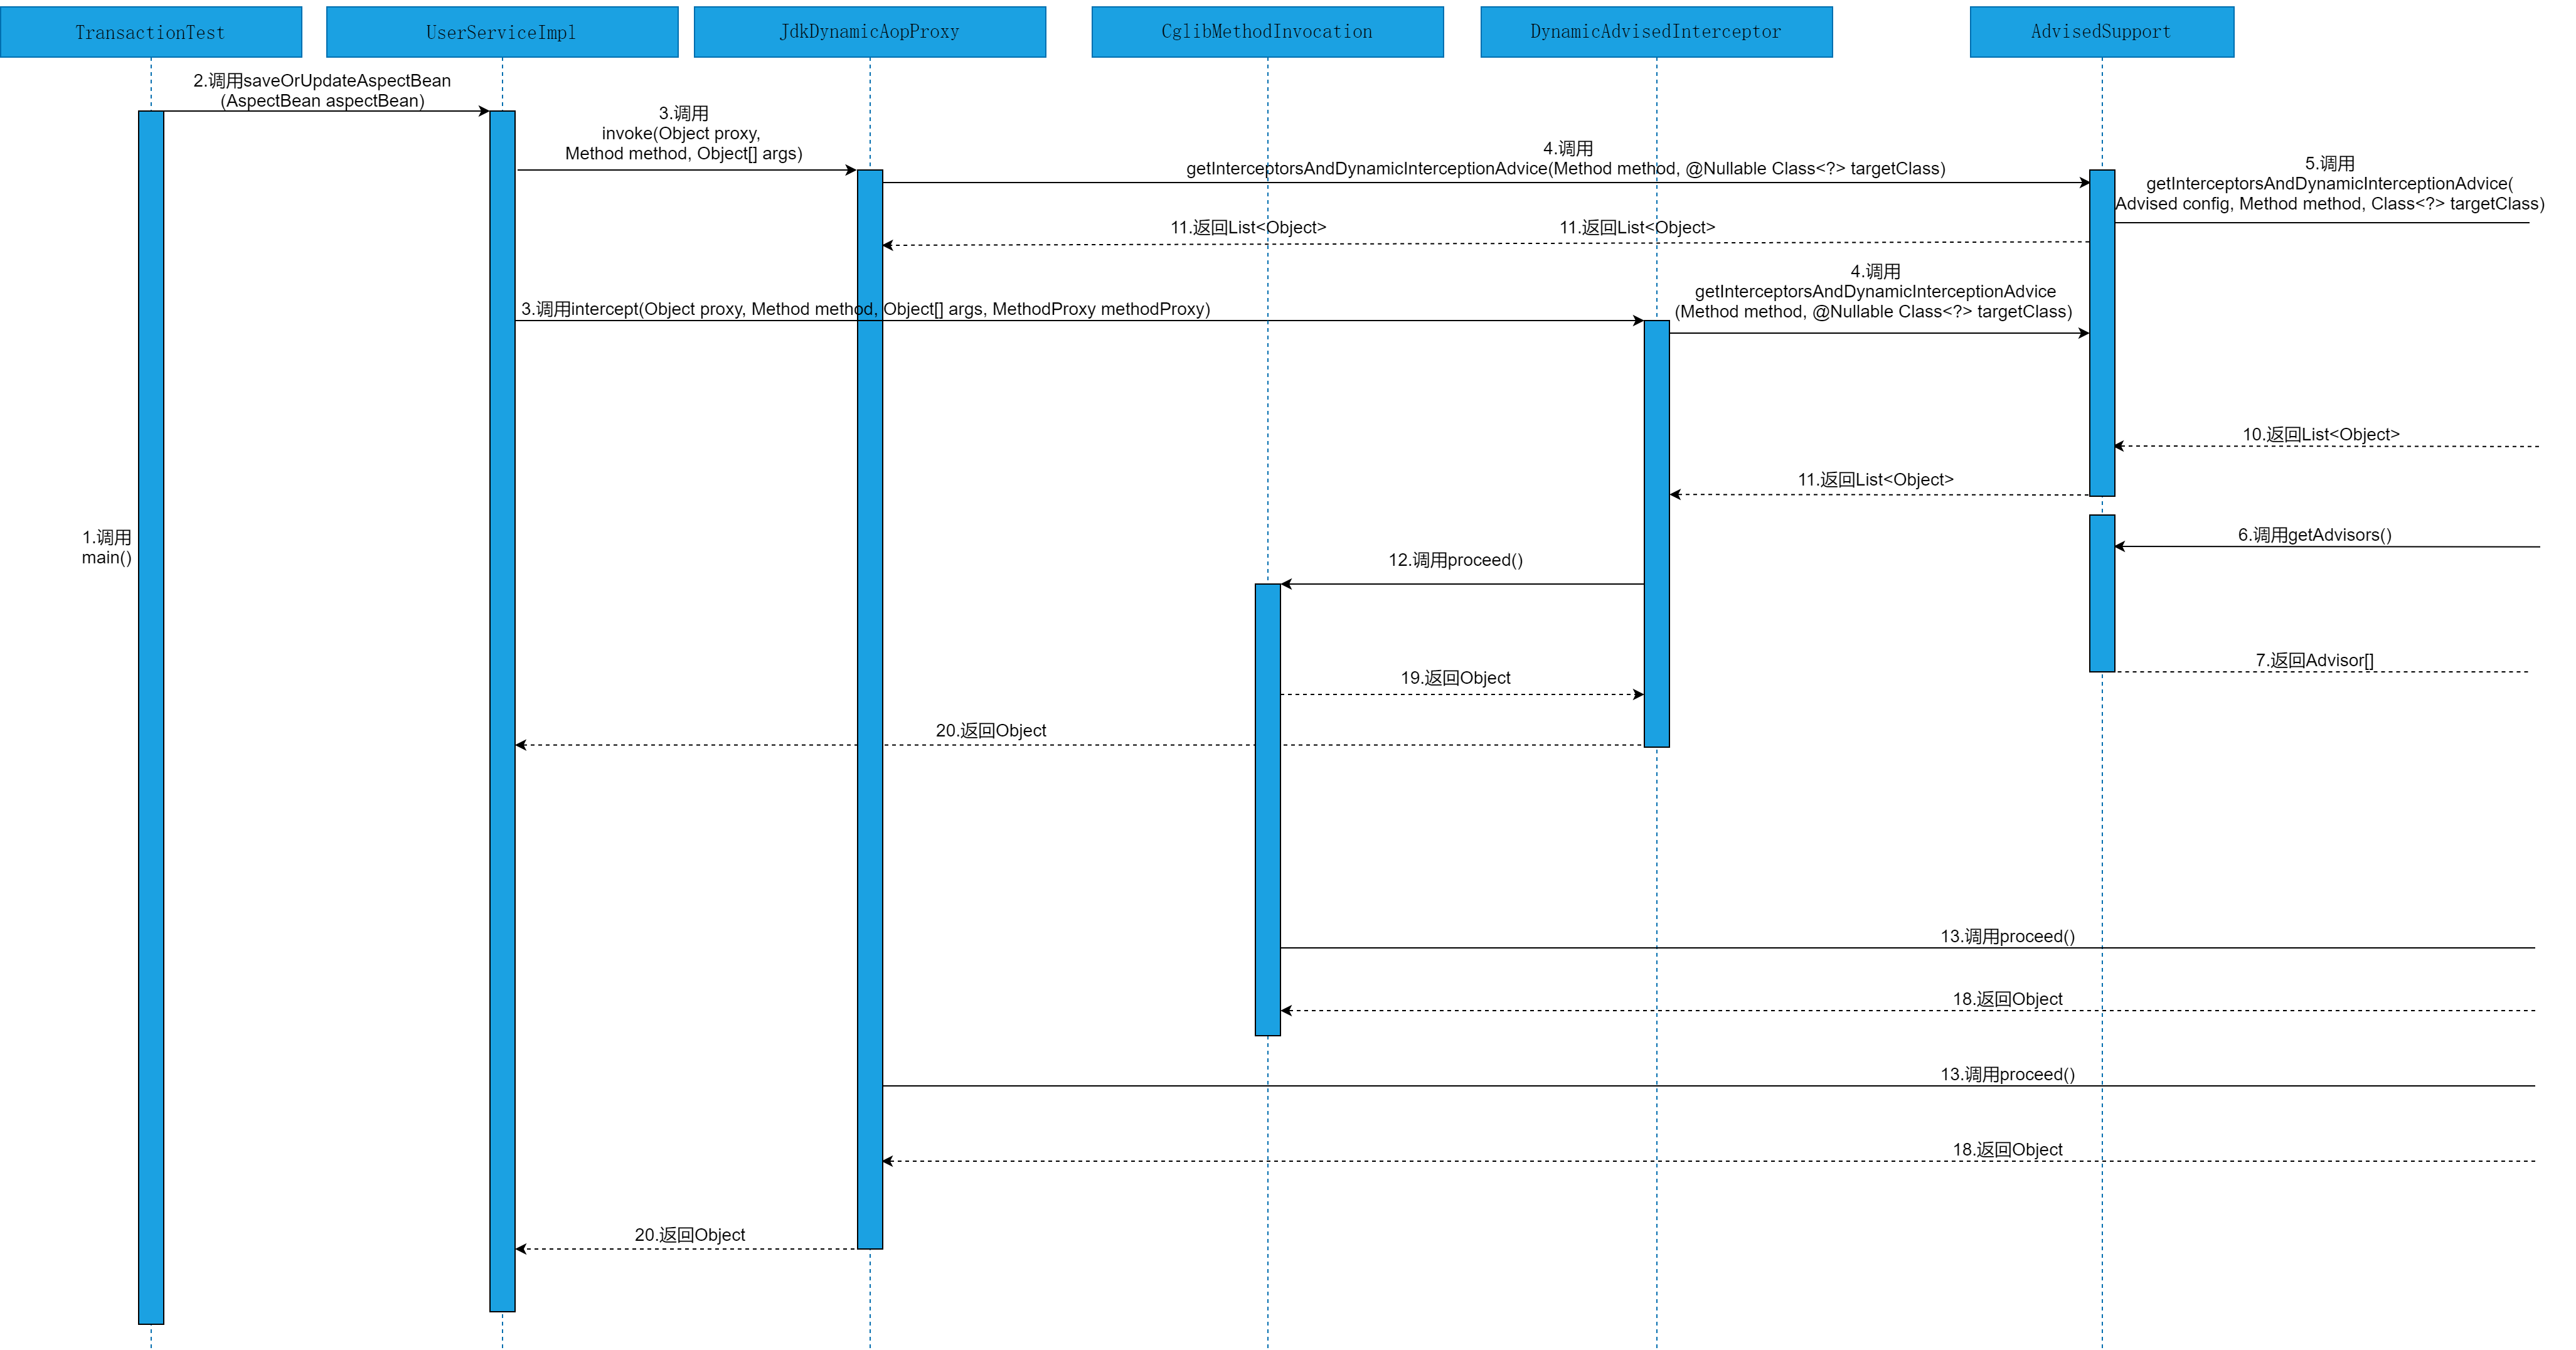 TransactionTest
UserServiceImpl
JdkDynamicAopProxy
CglibMethodInvocation
DynamicAdvisedInterceptor
AdvisedSupport
2.调用saveOrUpdateAspectBean
(AspectBean aspectBean)
3.调用
invoke(Object proxy,
Method method, Object[] args)
4.调用
getInterceptorsAndDynamicInterceptionAdvice(Method method, @Nullable Class<?> targetClass)
5.调用
getInterceptorsAndDynamicInterceptionAdvice(
Advised config, Method method, Class<?> targetClass)
11.返回List<Object>
11.返回List<Object>
4.调用
getInterceptorsAndDynamicInterceptionAdvice
(Method method, @Nullable Class<?> targetClass)
3.调用intercept(Object proxy, Method method, Object[] args, MethodProxy methodProxy)
10.返回List<Object>
11.返回List<Object>
1.调用
main()
6.调用getAdvisors()
12.调用proceed()
7.返回Advisor[]
19.返回Object
20.返回Object
13.调用proceed()
18.返回Object
13.调用proceed()
18.返回Object
20.返回Object